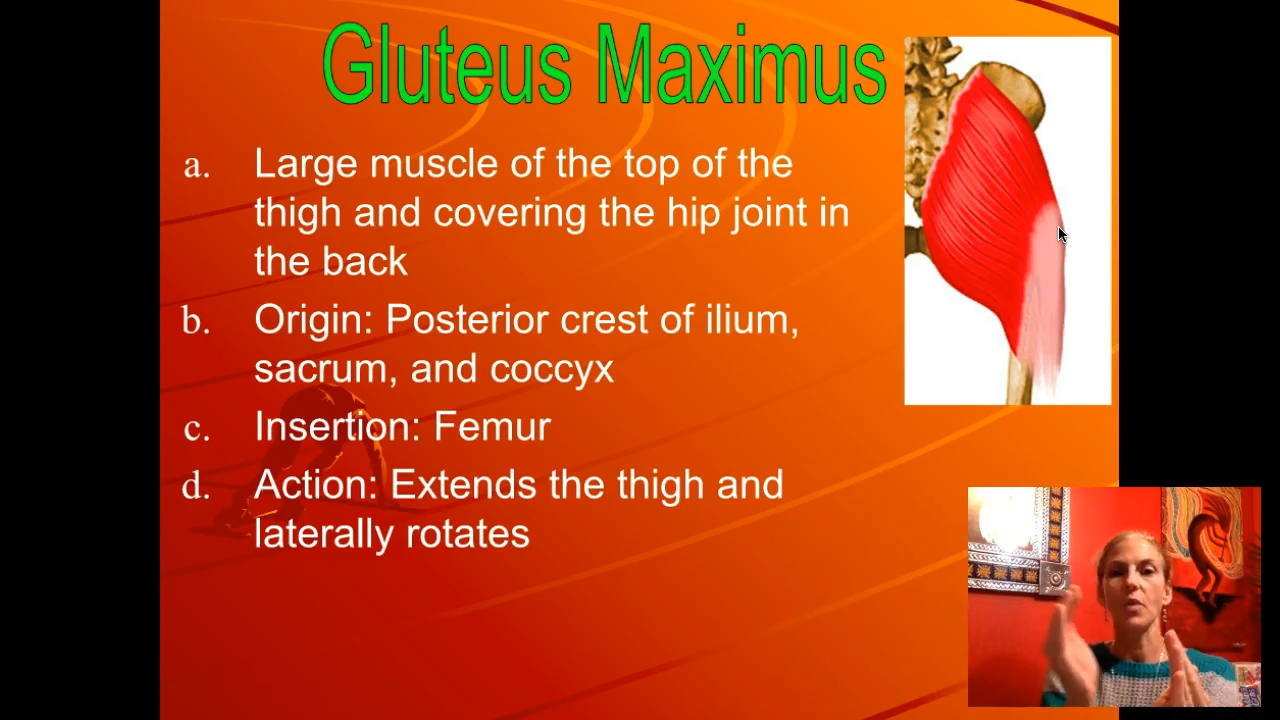 Gluteus Maximus
a. Large muscle of the top of the
thigh and covering the hip joint in
the back
b. Origin: Posterior crest of ilium,
sacrum, and coccyx
c. Insertion: Femur
d. Action: Extends the thigh and
laterally rotates